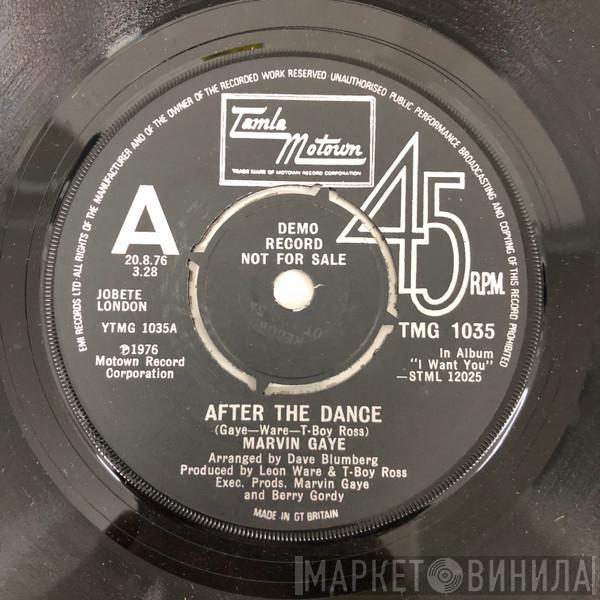 EMI RECORDS LTD·ALL RIGHTS OF THE MANUFACTURER AND OF THE OWNER OF THE RECORDED WORK RESERVED UNAUTHORISED PUBLIC PERFORMANCE BROADCASTING AND COPYING OF THIS RECORD PROHIBITED
Tamla
Motown
TRADE MARK OF MOTOWN RECORD CORPORATION
45
R.P.M.
A
20.8.76
3.28
DEMO
RECORD
NOT FOR SALE
JOBETE
LONDON
YTMG 1035A
℗1976
Motown Record
Corporation
TMG 1035
In Album
"I Want You"
—STML 12025
AFTER THE DANCE
(Gaye—Ware—T-Boy Ross)
MARVIN GAYE
Arranged by Dave Blumberg
Produced by Leon Ware & T-Boy Ross
Exec. Prods. Marvin Gaye
and Berry Gordy
MADE IN GT BRITAIN
МАРКЕТ ВИНИЛА